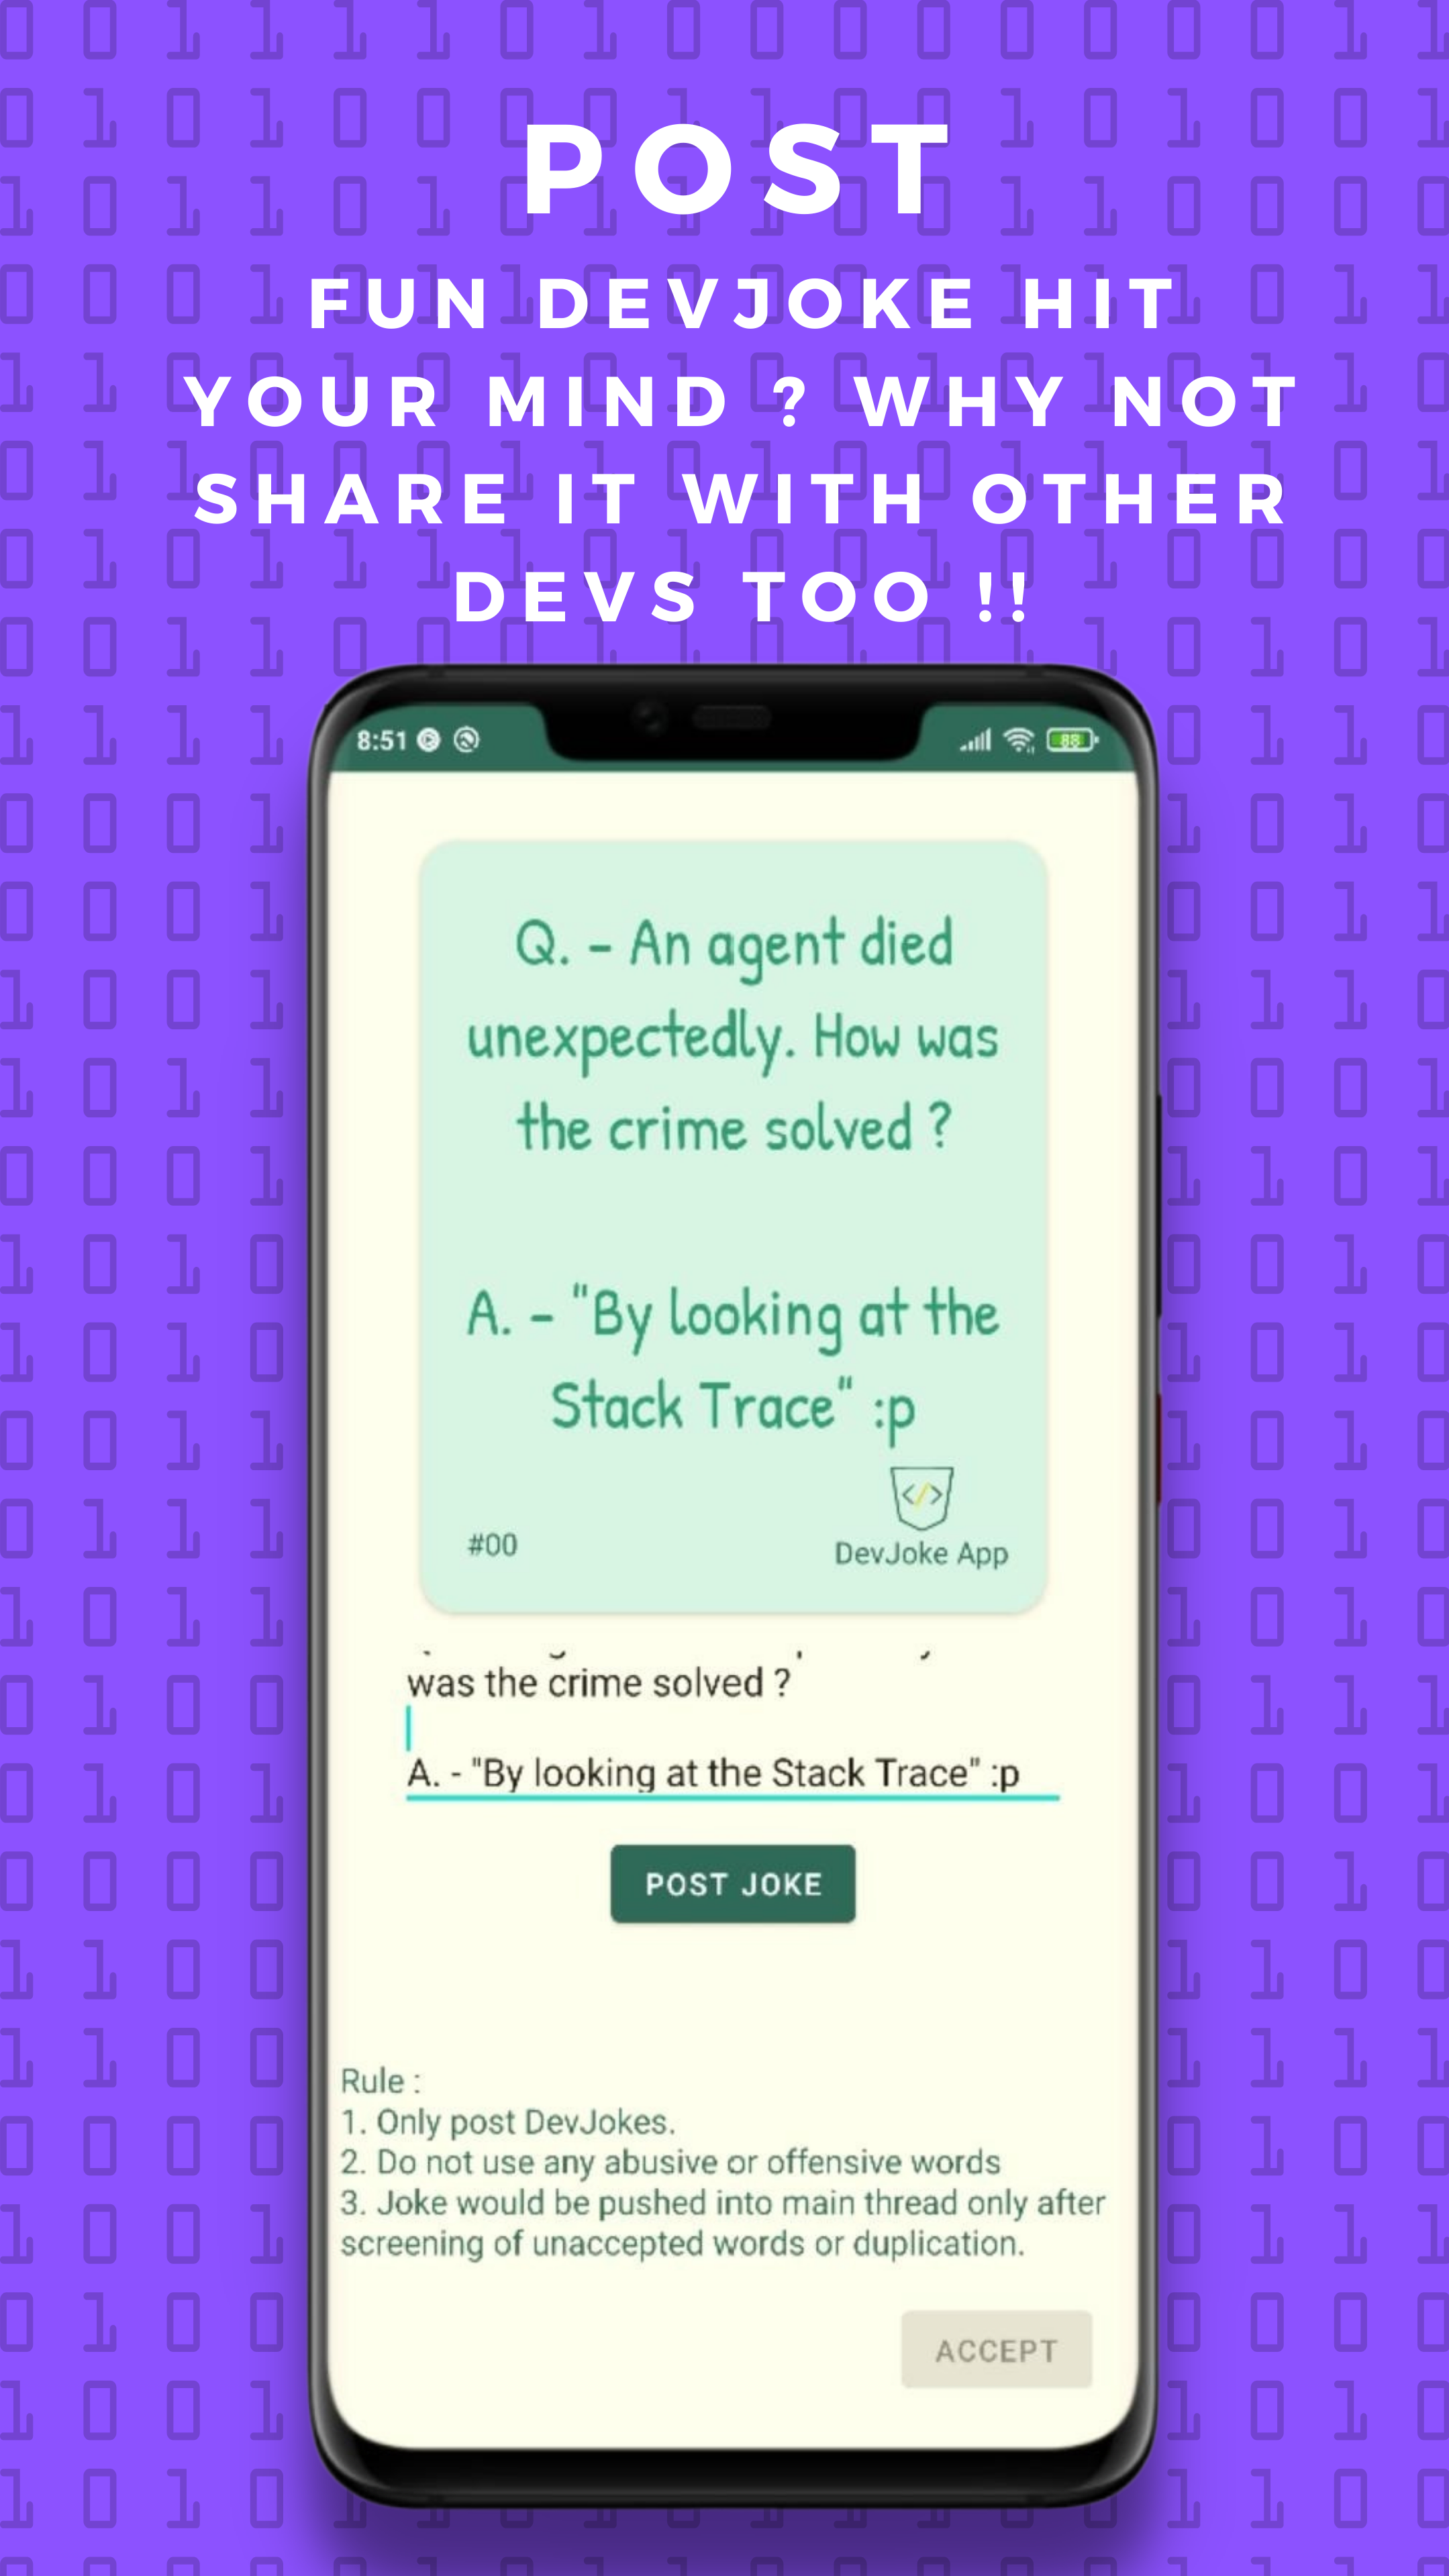 POST
FUN DEVJOKE HIT
YOUR MIND ? WHY NOT
SHARE IT WITH OTHER
DEVS TOO !!
8:51
88
Q. - An agent died
unexpectedly. How was
the crime solved ?
A. - "By looking at the
Stack Trace" :p
</>
#00
DevJoke App
was the crime solved ?
A. - "By looking at the Stack Trace" :p
POST JOKE
Rule :
1. Only post DevJokes.
2. Do not use any abusive or offensive words
3. Joke would be pushed into main thread only after
screening of unaccepted words or duplication.
ACCEPT